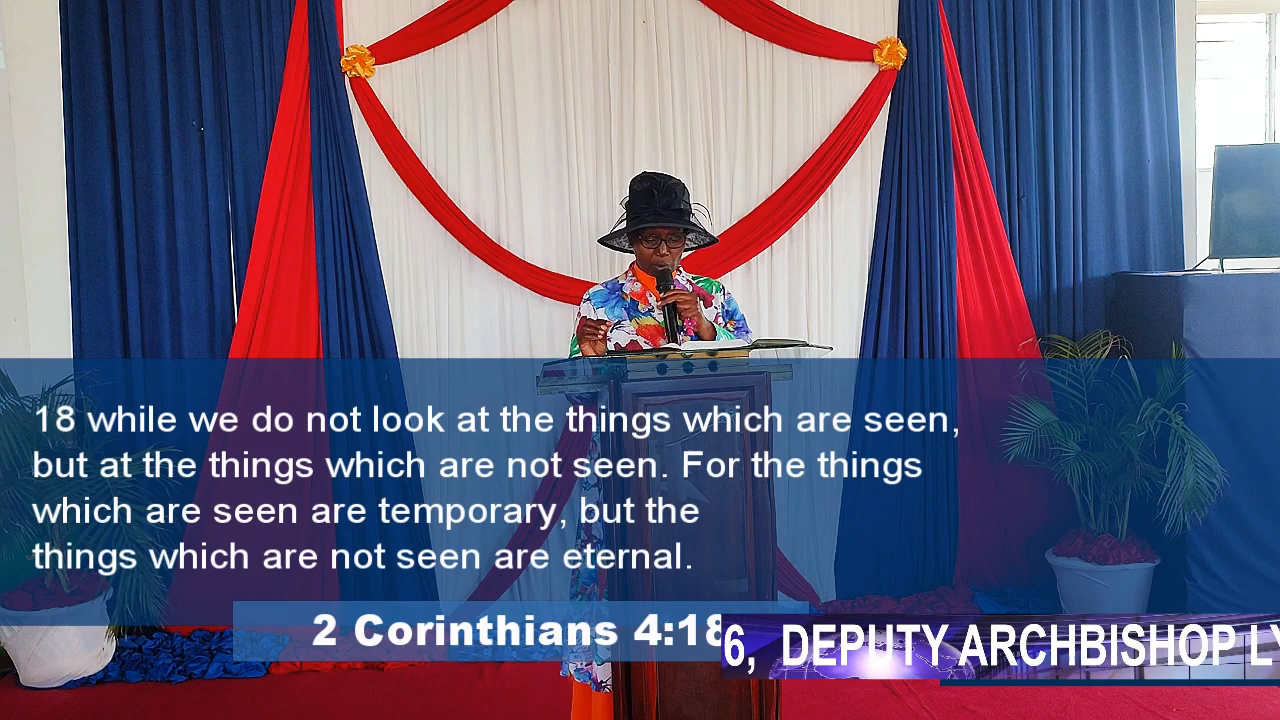 18 while we do not look at the things which are seen,
but at the things which are not seen. For the things
which are seen are temporary, but the
things which are not seen are eternal.
2 Corinthians 4:18
6, DEPUTY ARCHBISHOP